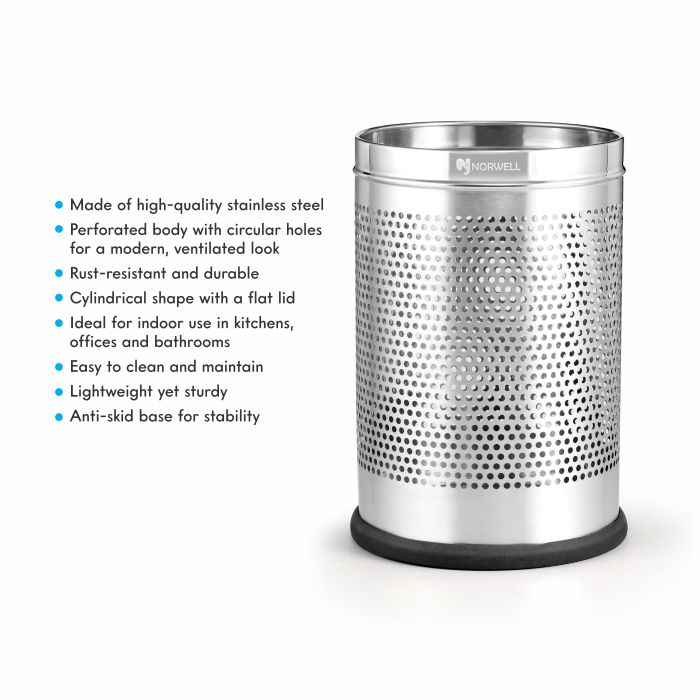 NORWELL
Made of high-quality stainless steel
Perforated body with circular holes
for a modern, ventilated look
Rust-resistant and durable
Cylindrical shape with a flat lid
Ideal for indoor use in kitchens,
offices and bathrooms
Easy to clean and maintain
Lightweight yet sturdy
Anti-skid base for stability